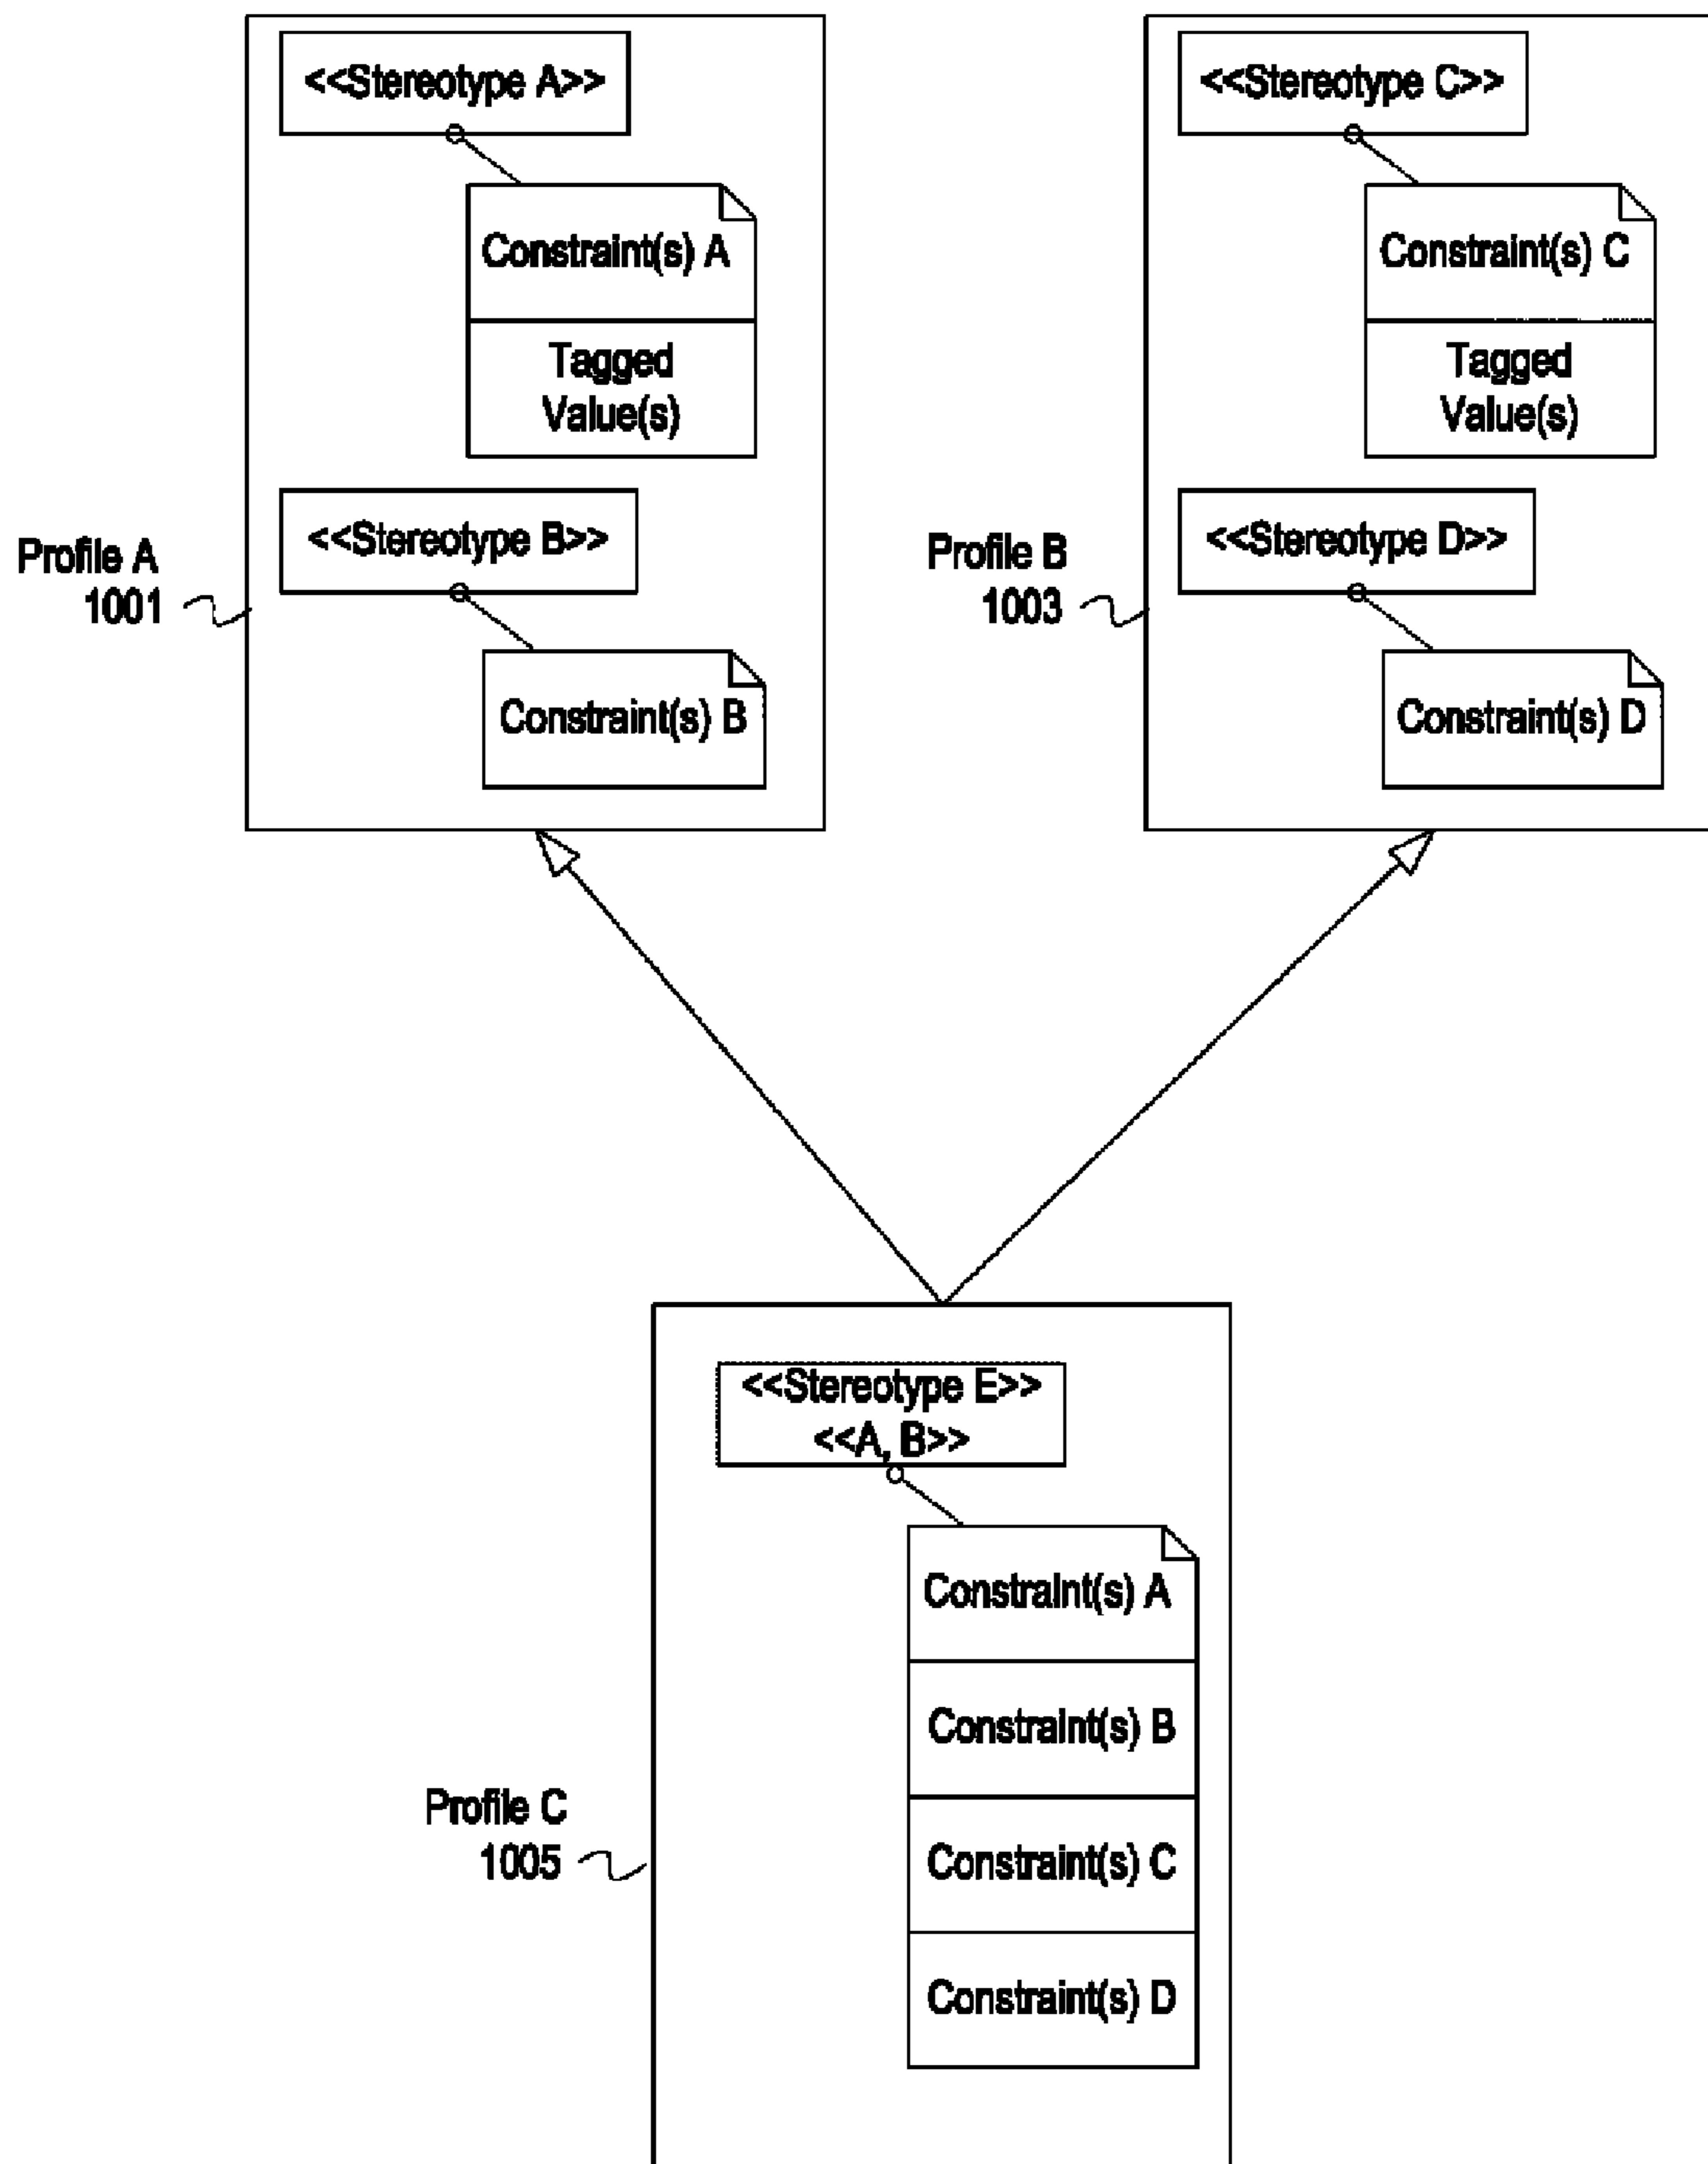 <<Stereotype A>>
Constraint(s) A
Tagged
Value(s)
<<Stereotype B>>
Constraint(s) B
Profile A
1001
<<Stereotype C>>
Constraint(s) C
Tagged
Value(s)
<<Stereotype D>>
Constraint(s) D
Profile B
1003
<<Stereotype E>>
<<A, B>>
Constraint(s) A
Constraint(s) B
Constraint(s) C
Constraint(s) D
Profile C
1005